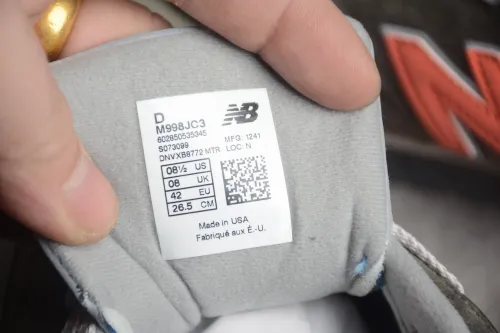 D
M998JC3 NB
602850535345
S073099 MFG. 1241
DNVXB8772 MTR. LOC: N
08½ US
08 UK
42 EU
26.5 CM
Made in USA
Fabriqué aux É.-U.
N